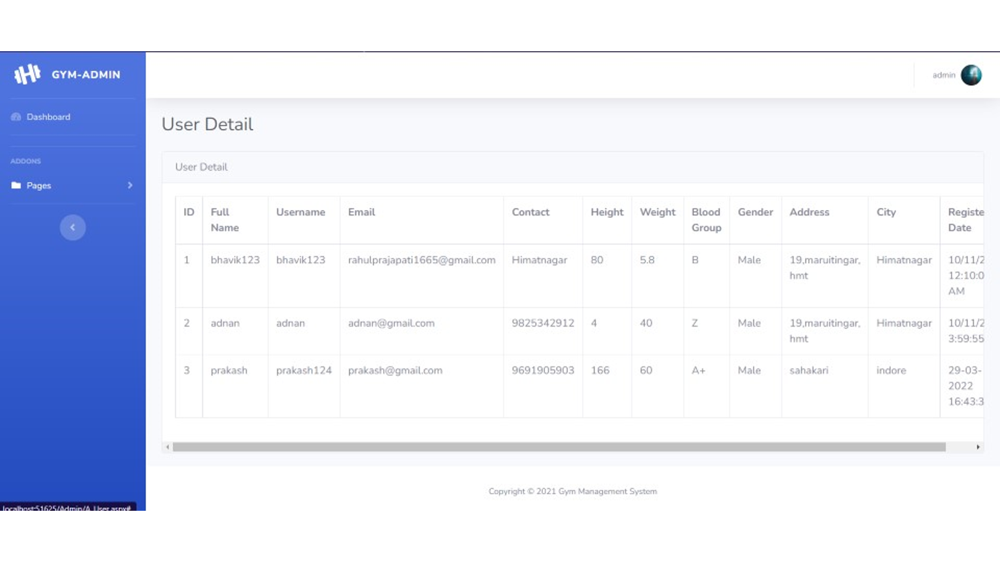 GYM-ADMIN
admin
Dashboard
ADDONS
Pages
User Detail
User Detail
ID Full Name Username Email Contact Height Weight Blood Group Gender Address City Registe Date
1 bhavik123 bhavik123 rahulprajapati1665@gmail.com Himatnagar 80 5.8 B Male 19,maruitingar, hmt Himatnagar 10/11/2 12:10:0 AM
2 adnan adnan adnan@gmail.com 9825342912 4 40 Z Male 19,maruitingar, hmt Himatnagar 10/11/2 3:59:55
3 prakash prakash124 prakash@gmail.com 9691905903 166 60 A+ Male sahakari indore 29-03-2022 16:43:3
Copyright © 2021 Gym Management System
localhost:51625/Admin/A_User.aspx#